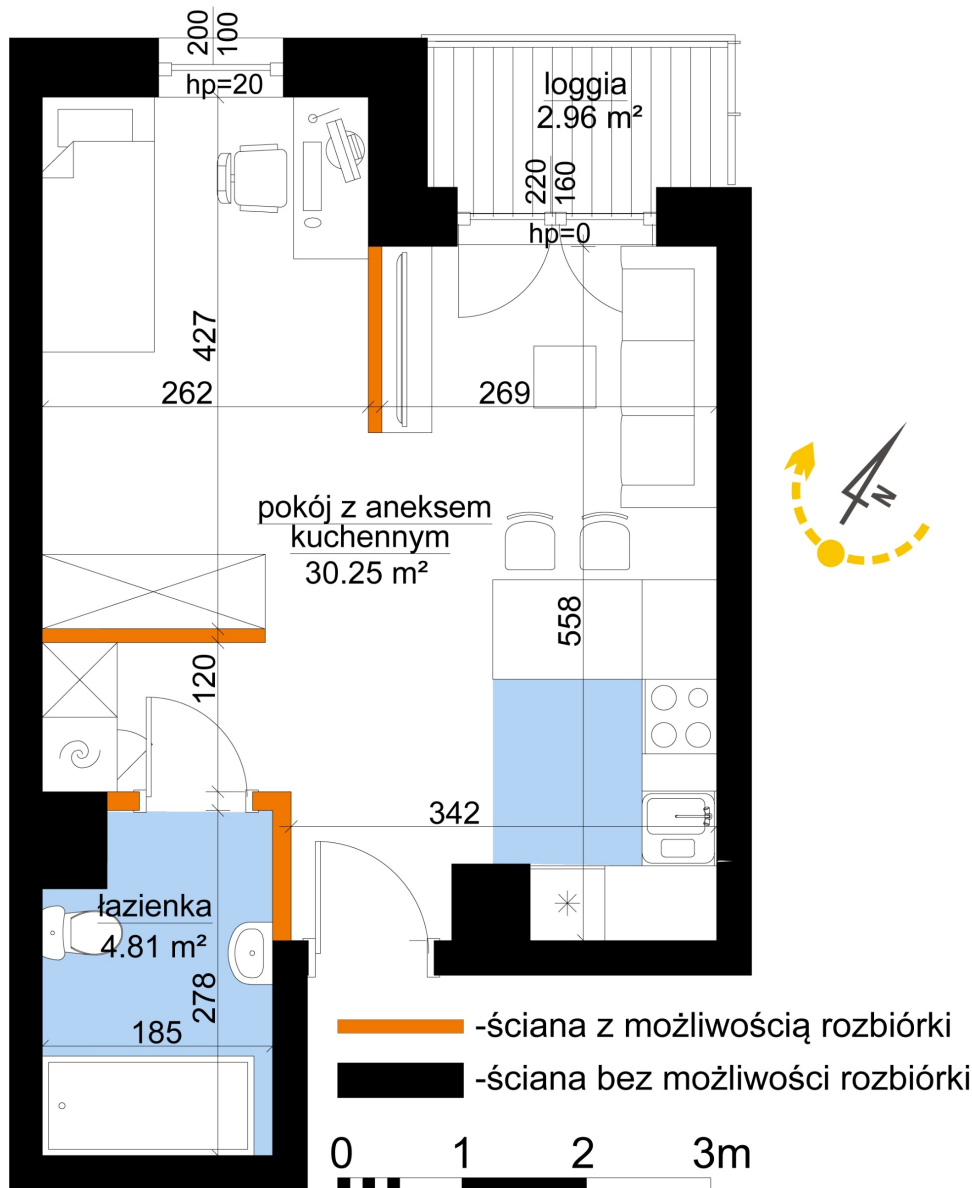 200
100
hp=20
loggia
2.96 m²
220
160
hp=0
427
262
269
pokój z aneksem
kuchennym
30.25 m²
N
558
120
342
łazienka
4.81 m²
278
185
-ściana z możliwością rozbiórki
-ściana bez możliwości rozbiórki
0 1 2 3m